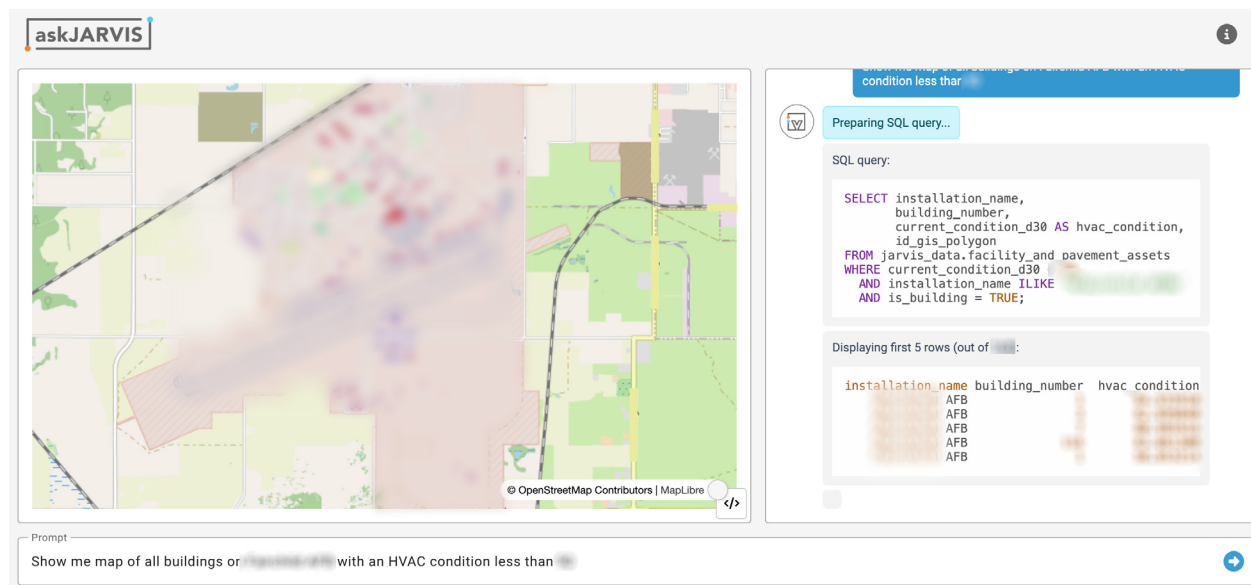 askJARVIS
condition less than
Preparing SQL query...
SQL query:
SELECT installation_name,
building_number,
current_condition_d30 AS hvac_condition,
id_gis_polygon
FROM jarvis_data.facility_and_pavement_assets
WHERE current_condition_d30
AND installation_name ILIKE
AND is_building = TRUE;
Displaying first 5 rows (out of
installation_name building_number hvac_condition
AFB
AFB
AFB
AFB
AFB
© OpenStreetMap Contributors | MapLibre
</>
Prompt
Show me map of all buildings or with an HVAC condition less than